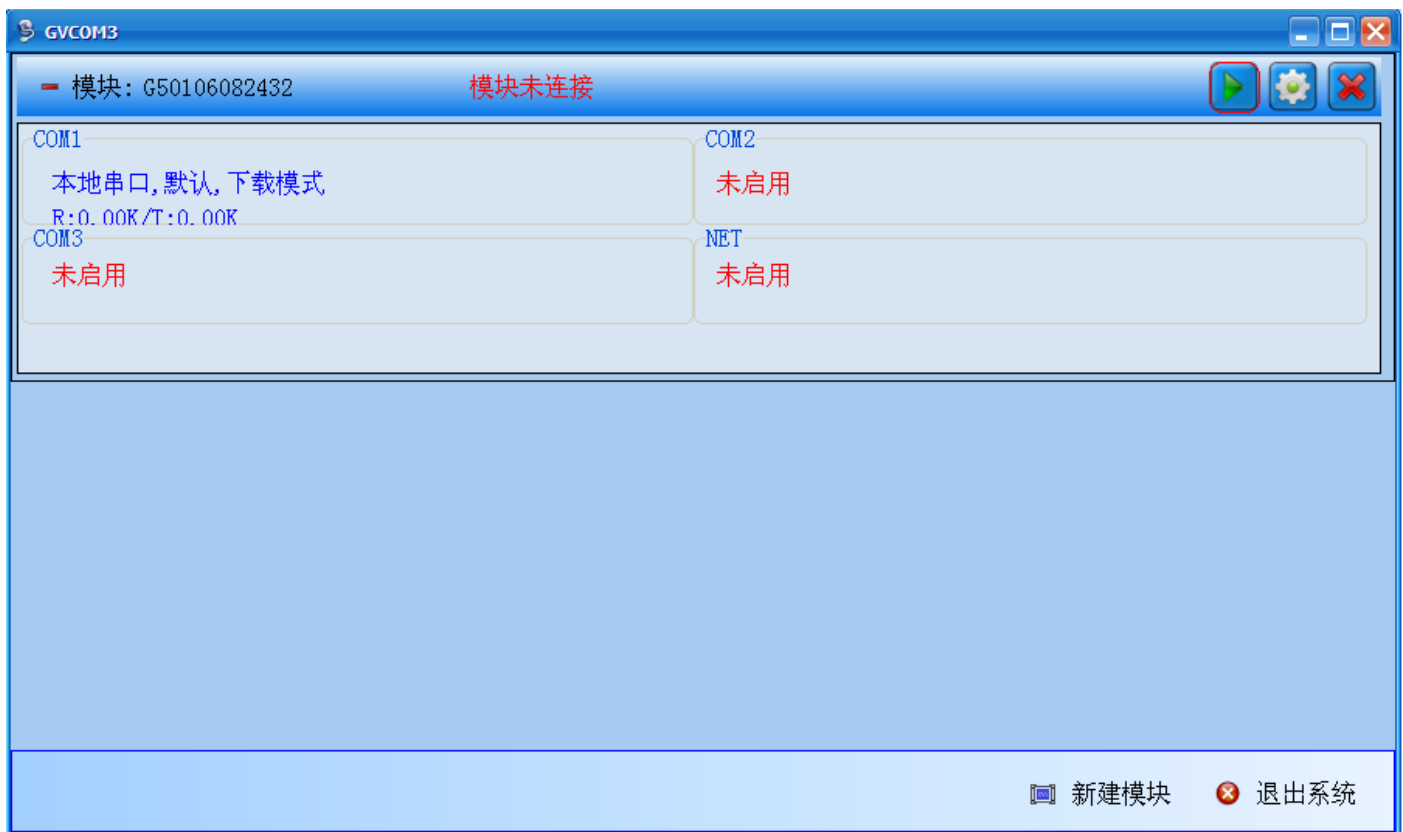 GVCOM3
模块: G50106082432 模块未连接
COM1
本地串口,默认,下载模式
R:0.00K/T:0.00K
COM2
未启用
COM3
未启用
NET
未启用
新建模块 退出系统